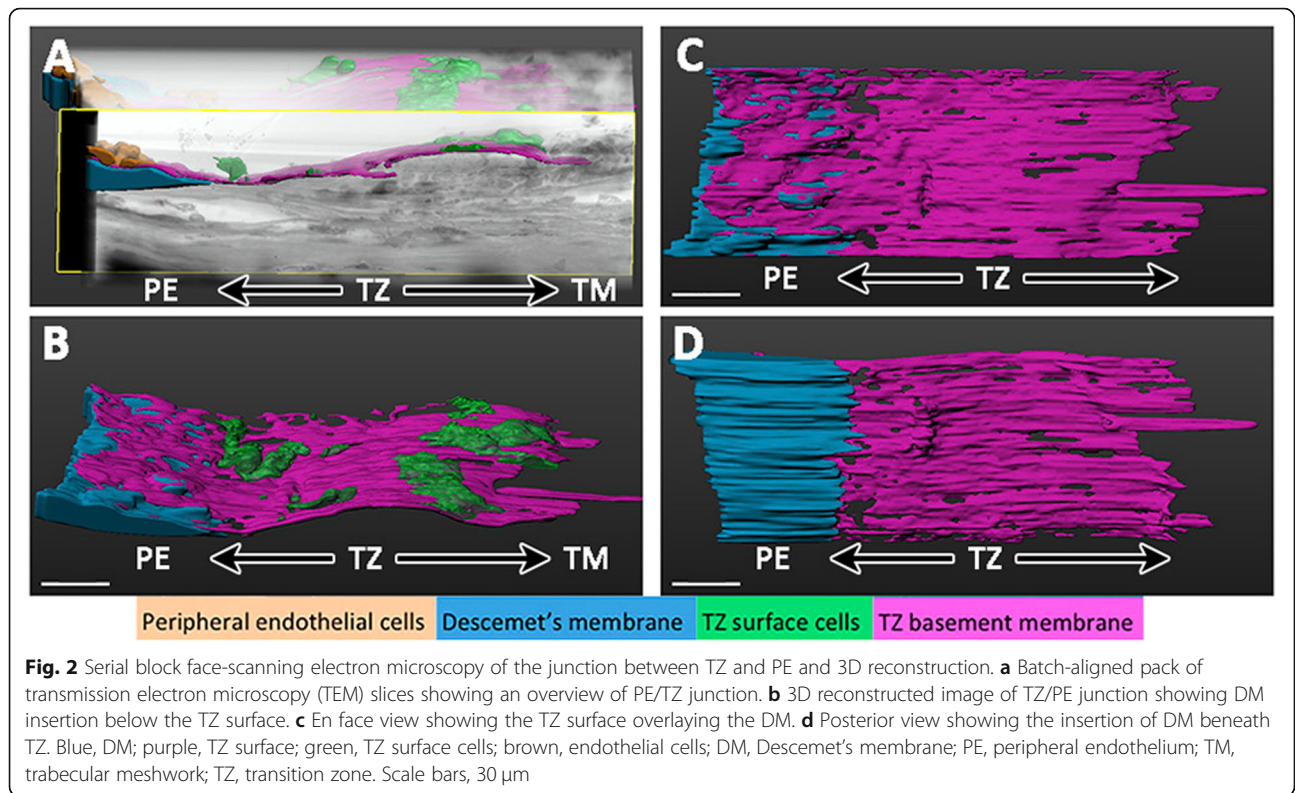 A
PE TZ TM
B
PE TZ TM
C
PE TZ
D
PE TZ
Peripheral endothelial cells Descemet's membrane TZ surface cells TZ basement membrane
Fig. 2 Serial block face-scanning electron microscopy of the junction between TZ and PE and 3D reconstruction. a Batch-aligned pack of
transmission electron microscopy (TEM) slices showing an overview of PE/TZ junction. b 3D reconstructed image of TZ/PE junction showing DM
insertion below the TZ surface. c En face view showing the TZ surface overlaying the DM. d Posterior view showing the insertion of DM beneath
TZ. Blue, DM; purple, TZ surface; green, TZ surface cells; brown, endothelial cells; DM, Descemet's membrane; PE, peripheral endothelium; TM,
trabecular meshwork; TZ, transition zone. Scale bars, 30 μm